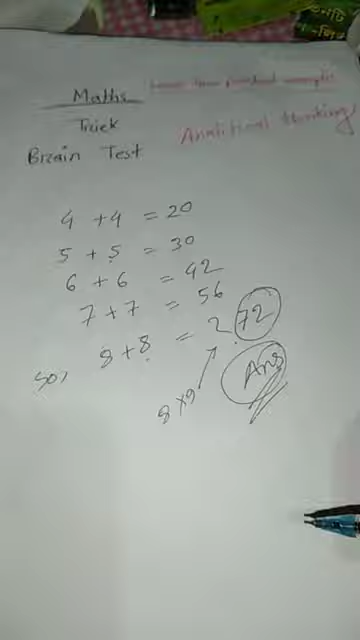 Maths
Trick
Brain Test
Analitical thinking
4 + 4 = 20
5 + 5 = 30
6 + 6 = 42
7 + 7 = 56
So, 8 + 8 = ? 72
8 x 9
Ans